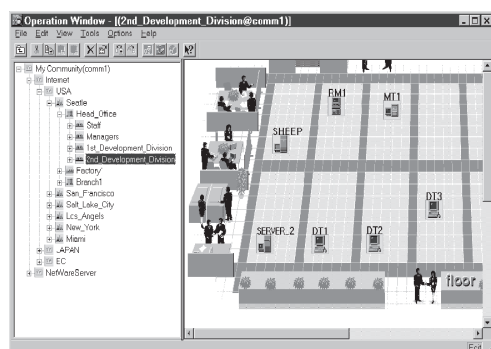 Operation Window - [(2nd_Development_Division@comm1)]
File Edit View Tools Options Help
My Community(comm1)
Internet
USA
Seatle
Head_Office
Staff
Managers
1st_Development_Division
2nd_Development_Division
Factory
Branch1
San_Francisco
Salt_Lake_City
Los_Angels
New_York
Miami
JAPAN
EC
NetWareServer
RM1
MT1
SHEEP
DT3
SERVER_2
DT1
DT2
floor
Exit